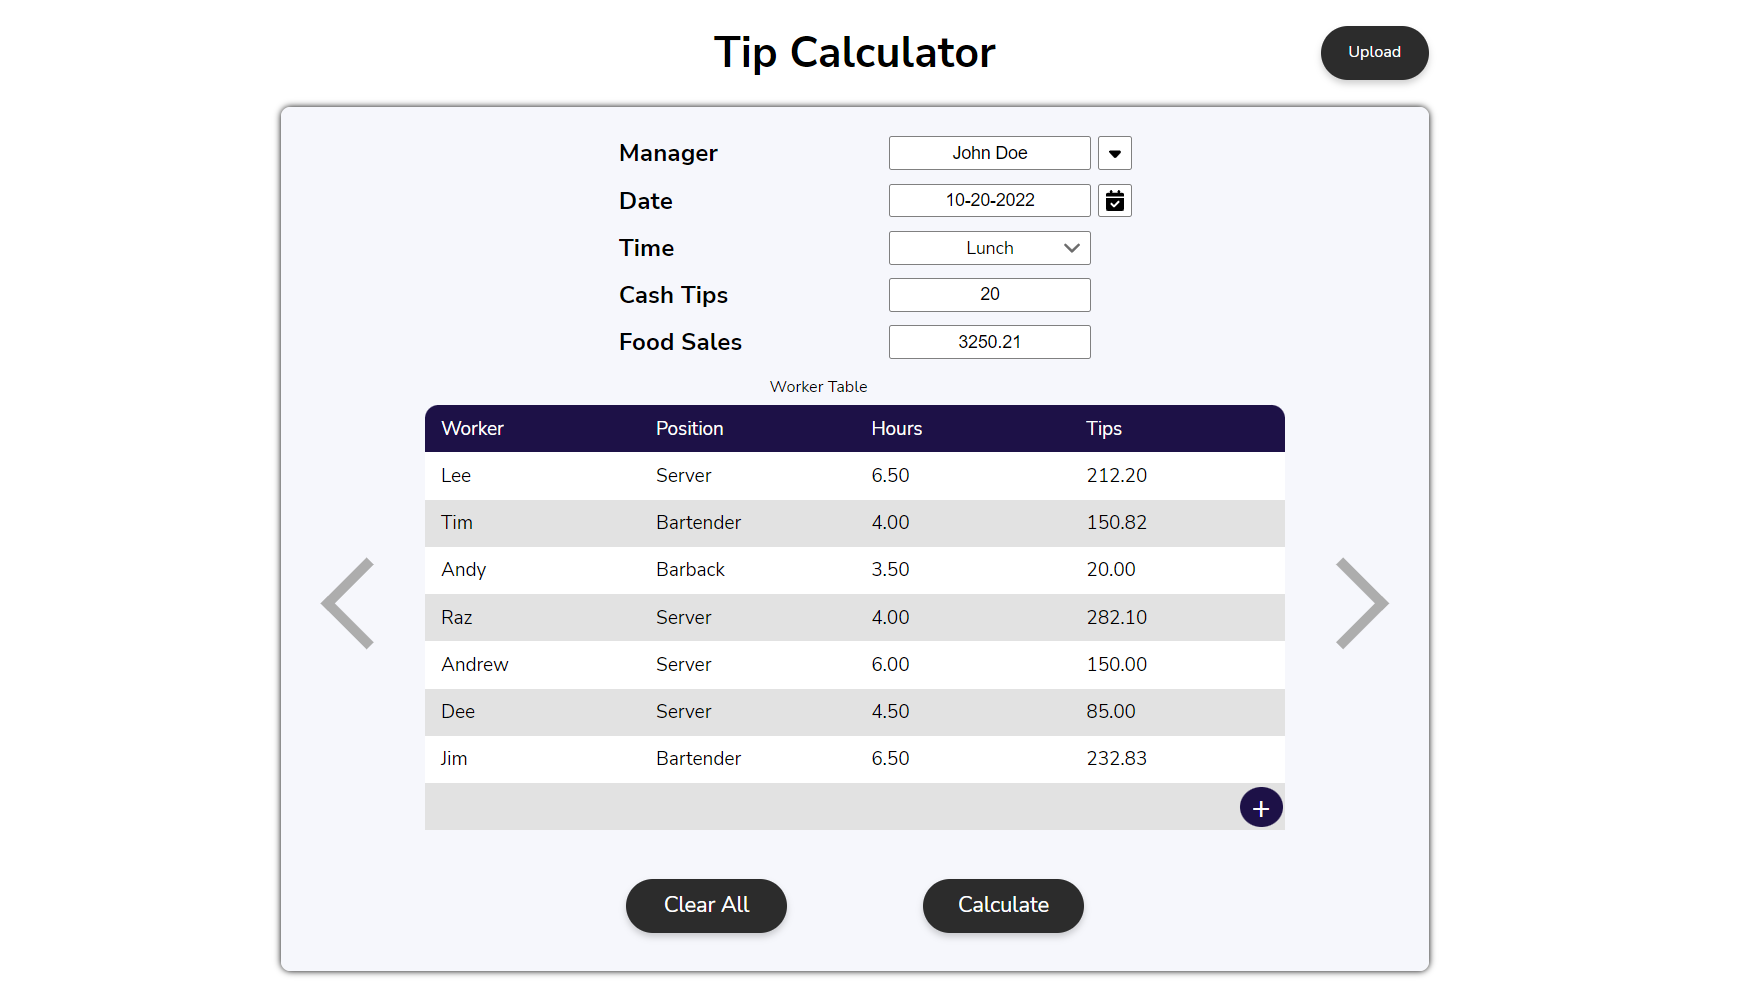 Tip Calculator
Upload
Manager John Doe
Date 10-20-2022
Time Lunch
Cash Tips 20
Food Sales 3250.21
Worker Table
Worker Position Hours Tips
Lee Server 6.50 212.20
Tim Bartender 4.00 150.82
Andy Barback 3.50 20.00
Raz Server 4.00 282.10
Andrew Server 6.00 150.00
Dee Server 4.50 85.00
Jim Bartender 6.50 232.83
+
Clear All Calculate